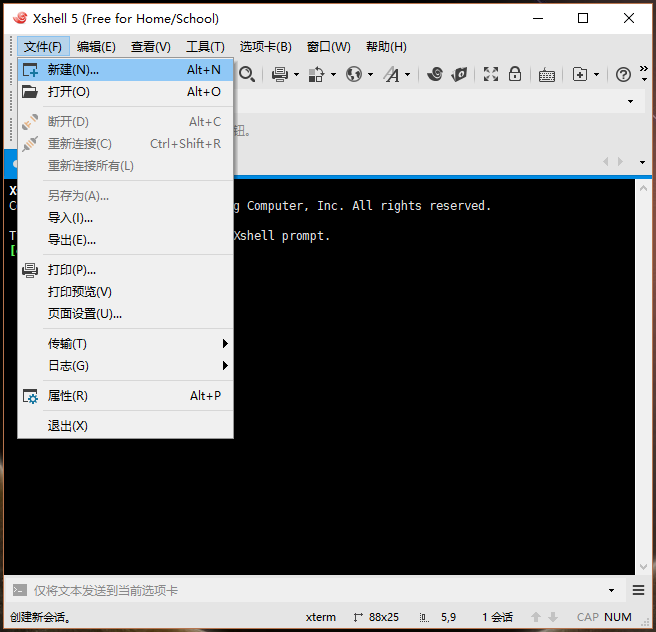 Xshell 5 (Free for Home/School)
文件(F) 编辑(E) 查看(V) 工具(T) 选项卡(B) 窗口(W) 帮助(H)
新建(N)... Alt+N
打开(O) Alt+O
断开(D) Alt+C
钮。
重新连接(C) Ctrl+Shift+R
重新连接所有(L)
另存为(A)...
X
导入(I)...
C g Computer, Inc. All rights reserved.
导出(E)...
T Xshell prompt.
[
打印(P)...
打印预览(V)
页面设置(U)...
传输(T)
日志(G)
属性(R) Alt+P
退出(X)
仅将文本发送到当前选项卡
创建新会话。 xterm 88x25 5,9 1 会话 CAP NUM